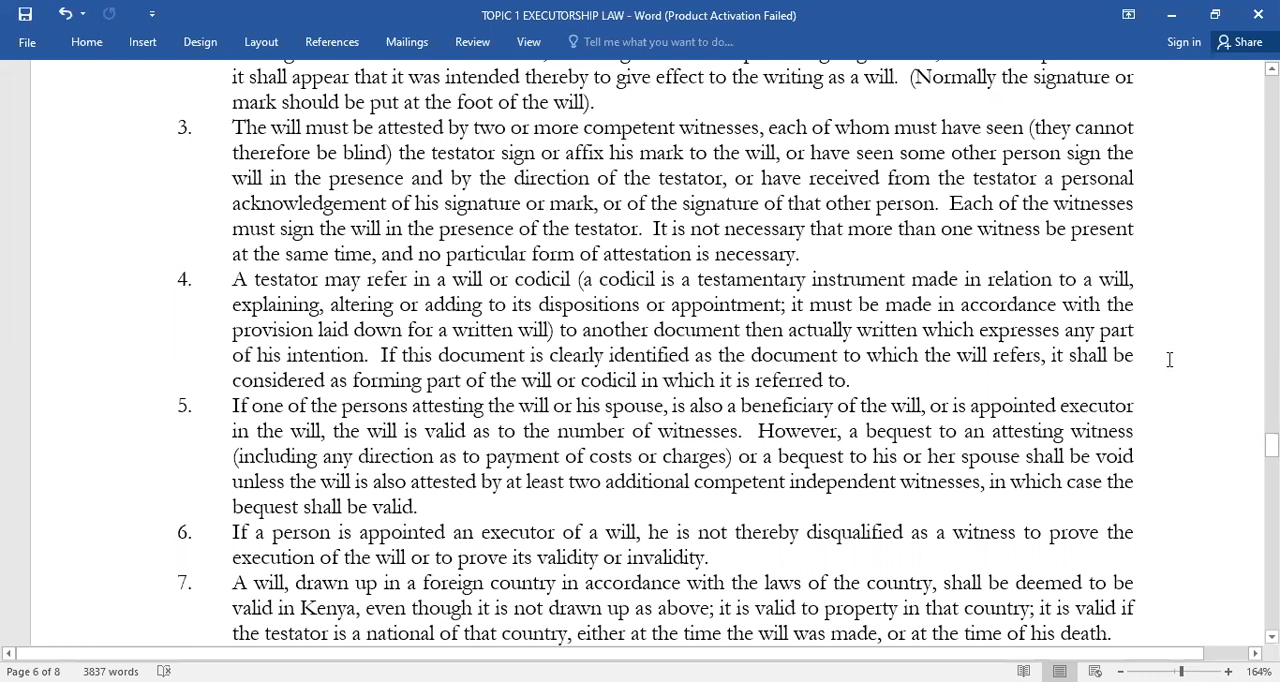 TOPIC 1 EXECUTORSHIP LAW - Word (Product Activation Failed)
File Home Insert Design Layout References Mailings Review View Tell me what you want to do... Sign in Share
it shall appear that it was intended thereby to give effect to the writing as a will. (Normally the signature or
mark should be put at the foot of the will).
3. The will must be attested by two or more competent witnesses, each of whom must have seen (they cannot
therefore be blind) the testator sign or affix his mark to the will, or have seen some other person sign the
will in the presence and by the direction of the testator, or have received from the testator a personal
acknowledgement of his signature or mark, or of the signature of that other person. Each of the witnesses
must sign the will in the presence of the testator. It is not necessary that more than one witness be present
at the same time, and no particular form of attestation is necessary.
4. A testator may refer in a will or codicil (a codicil is a testamentary instrument made in relation to a will,
explaining, altering or adding to its dispositions or appointment; it must be made in accordance with the
provision laid down for a written will) to another document then actually written which expresses any part
of his intention. If this document is clearly identified as the document to which the will refers, it shall be
considered as forming part of the will or codicil in which it is referred to.
5. If one of the persons attesting the will or his spouse, is also a beneficiary of the will, or is appointed executor
in the will, the will is valid as to the number of witnesses. However, a bequest to an attesting witness
(including any direction as to payment of costs or charges) or a bequest to his or her spouse shall be void
unless the will is also attested by at least two additional competent independent witnesses, in which case the
bequest shall be valid.
6. If a person is appointed an executor of a will, he is not thereby disqualified as a witness to prove the
execution of the will or to prove its validity or invalidity.
7. A will, drawn up in a foreign country in accordance with the laws of the country, shall be deemed to be
valid in Kenya, even though it is not drawn up as above; it is valid to property in that country; it is valid if
the testator is a national of that country, either at the time the will was made, or at the time of his death.
Page 6 of 8 3837 words 164%